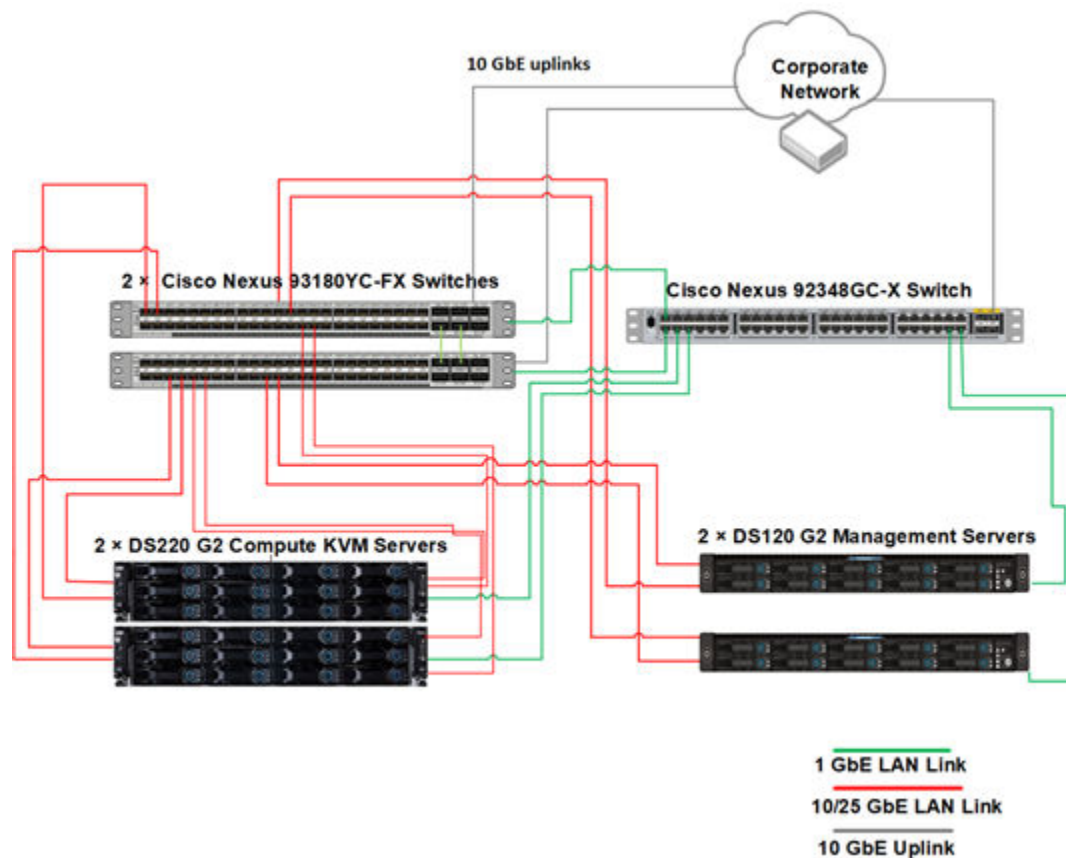 10 GbE uplinks
Corporate
Network
2 × Cisco Nexus 93180YC-FX Switches
Cisco Nexus 92348GC-X Switch
2 × DS220 G2 Compute KVM Servers
2 × DS120 G2 Management Servers
1 GbE LAN Link
10/25 GbE LAN Link
10 GbE Uplink